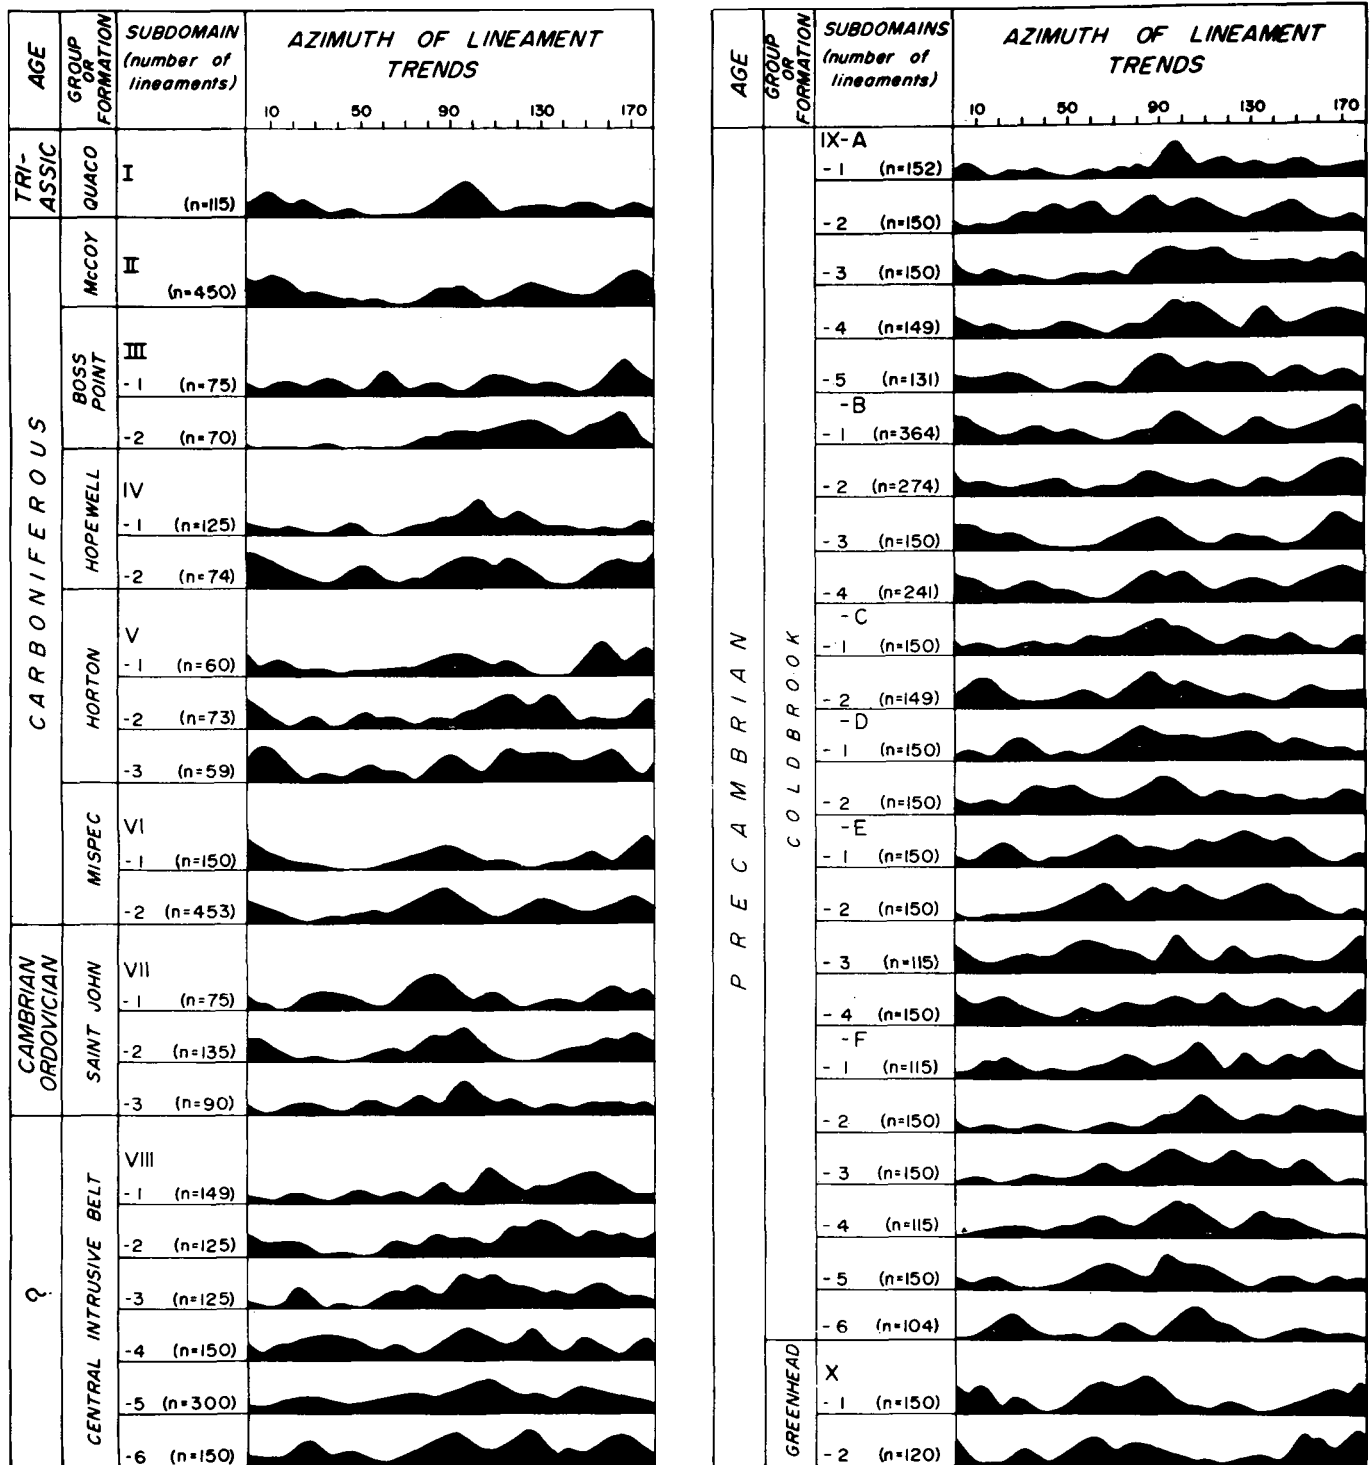 AGE
GROUP
OR
FORMATION
SUBDOMAIN
(number of
lineaments)
AZIMUTH OF LINEAMENT
TRENDS
10 50 90 130 170
TRI-
ASSIC
QUACO
I
(n=115)
CARBONIFEROUS
McCOY
II
(n=450)
BOSS
POINT
III
-1 (n=75)
-2 (n=70)
HOPEWELL
IV
-1 (n=125)
-2 (n=74)
HORTON
V
-1 (n=60)
-2 (n=73)
-3 (n=59)
MISPEC
VI
-1 (n=150)
-2 (n=453)
CAMBRIAN
ORDOVICIAN
SAINT JOHN
VII
-1 (n=75)
-2 (n=135)
-3 (n=90)
?
CENTRAL INTRUSIVE BELT
VIII
-1 (n=149)
-2 (n=125)
-3 (n=125)
-4 (n=150)
-5 (n=300)
-6 (n=150)
AGE
GROUP
OR
FORMATION
SUBDOMAINS
(number of
lineaments)
AZIMUTH OF LINEAMENT
TRENDS
10 50 90 130 170
PRECAMBRIAN
COLDBROOK
IX-A
-1 (n=152)
-2 (n=150)
-3 (n=150)
-4 (n=149)
-5 (n=131)
-B
-1 (n=364)
-2 (n=274)
-3 (n=150)
-4 (n=241)
-C
-1 (n=150)
-2 (n=149)
-D
-1 (n=150)
-2 (n=150)
-E
-1 (n=150)
-2 (n=150)
-3 (n=115)
-4 (n=150)
-F
-1 (n=115)
-2 (n=150)
-3 (n=150)
-4 (n=115)
-5 (n=150)
-6 (n=104)
GREENHEAD
X
-1 (n=150)
-2 (n=120)